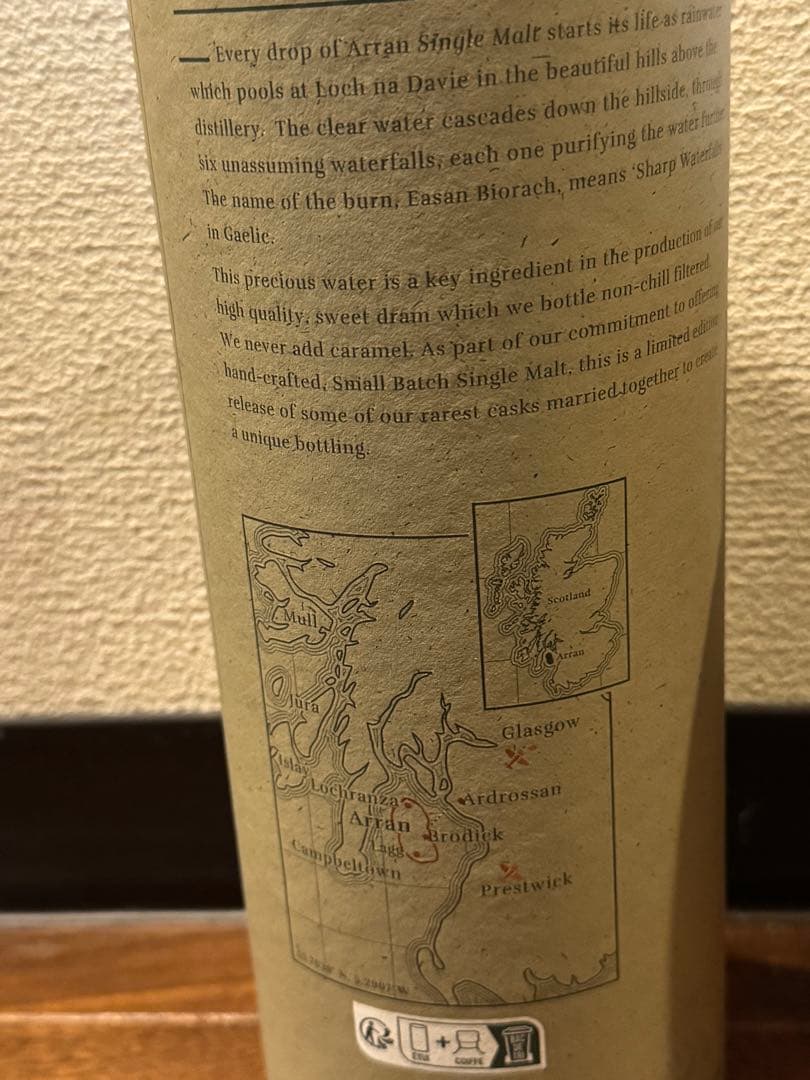 Every drop of Arran Single Malt starts its life as rainwater
which pools at Loch na Davie in the beautiful hills above the
distillery. The clear water cascades down the hillside, through
six unassuming waterfalls, each one purifying the water further
The name of the burn, Easan Biorach, means ‘Sharp Waterfalls
in Gaelic.
This precious water is a key ingredient in the production of our
high quality, sweet dram which we bottle non-chill filtered.
We never add caramel. As part of our commitment to offering
hand-crafted, Small Batch Single Malt, this is a limited edition
release of some of our rarest casks married together to create
a unique bottling.
Scotland
Arran
Mull
Jura
Glasgow
Islay
Lochranza
Ardrossan
Arran
Brodick
Lagg
Campbeltown
Prestwick
ÉTUI
+
COIFFE
BAC
DE
TRI